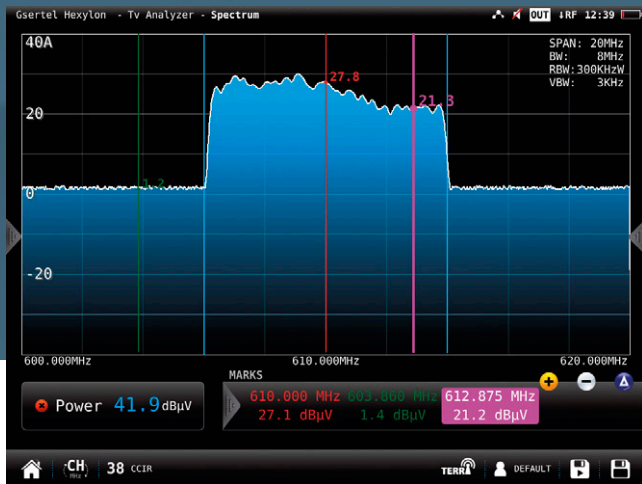 Gsertel Hexylon - Tv Analyzer - Spectrum
OUT ↓RF 12:39
40A
SPAN: 20MHz
BW: 8MHz
RBW:300KHzW
VBW: 3KHz
27.8
21.3
20
1.2
0
-20
600.000MHz 610.000MHz 620.000MHz
MARKS
Power 41.9dBµV
610.000 MHz 603.860 MHz 612.875 MHz
27.1 dBµV 1.4 dBµV 21.2 dBµV
CH MHz 38 CCIR TERR DEFAULT